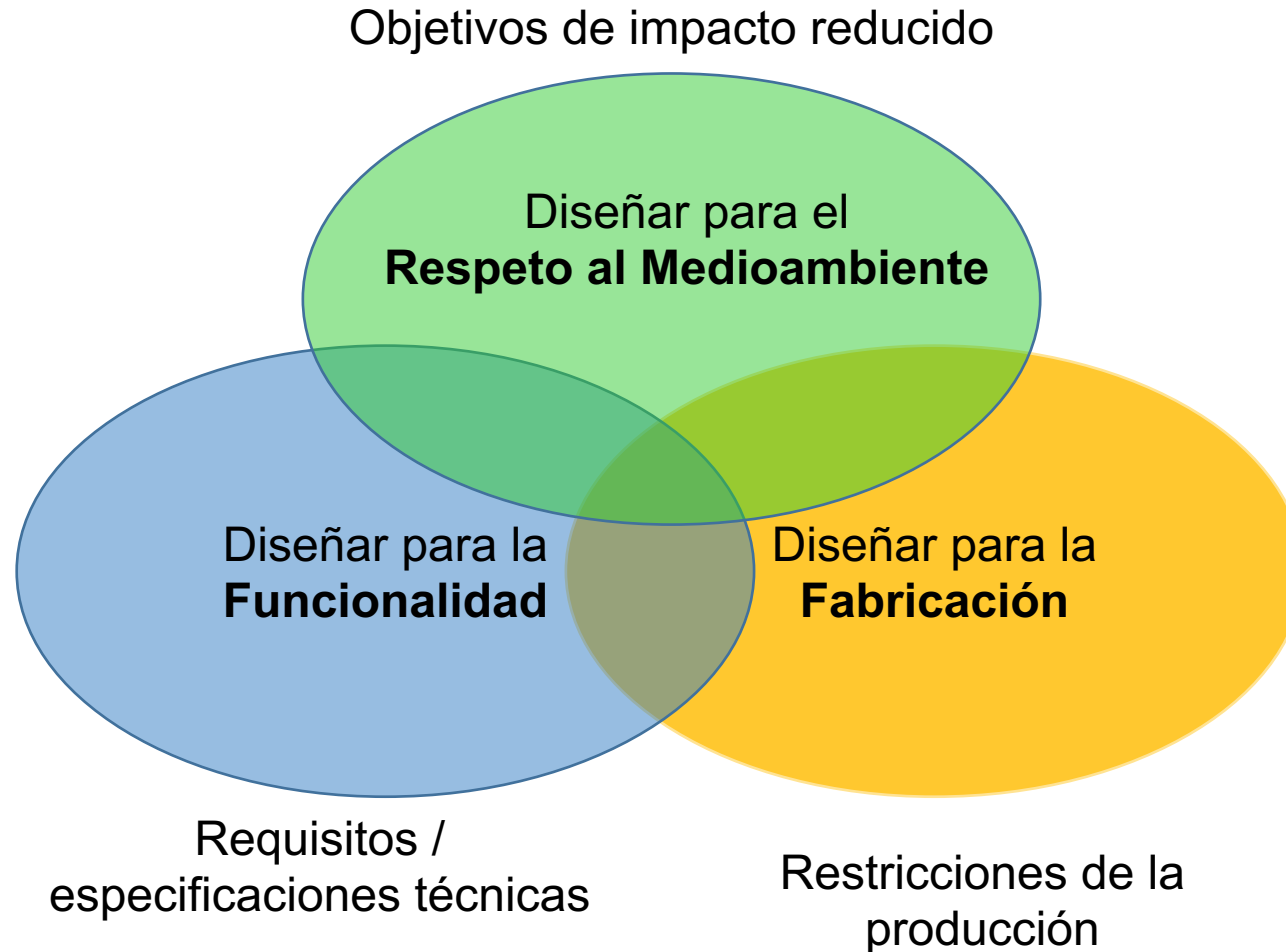 Objetivos de impacto reducido
Diseñar para el
Respeto al Medioambiente
Diseñar para la
Funcionalidad
Diseñar para la
Fabricación
Requisitos /
especificaciones técnicas
Restricciones de la
producción